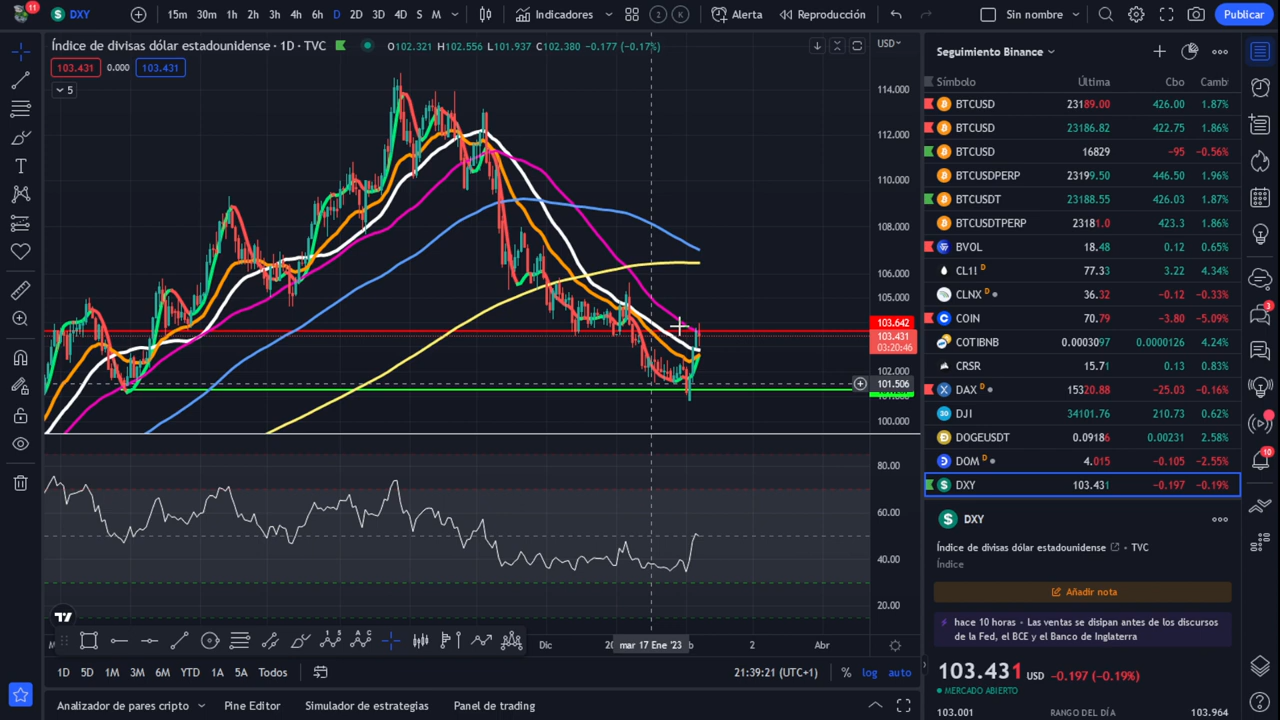 11
DXY
15m 30m 1h 2h 3h 4h 6h D 2D 3D 4D S M
Indicadores
2 K
Alerta
Reproducción
Sin nombre
Publicar
Índice de divisas dólar estadounidense · 1D · TVC
O102.321 H102.556 L101.937 C102.380 -0.177 (-0.17%)
USD
103.431 0.000 103.431
5
114.000
112.000
110.000
108.000
106.000
105.000
103.642
103.431
03:20:46
102.000
101.506
100.000
80.00
60.00
40.00
20.00
Dic
mar 17 Ene '23
2
Abr
1D 5D 1M 3M 6M YTD 1A 5A Todos
21:39:21 (UTC+1)
% log auto
Analizador de pares cripto
Pine Editor
Simulador de estrategias
Panel de trading
Seguimiento Binance
Símbolo Última Cbo Camb
BTCUSD 23189.00 426.00 1.87%
BTCUSD 23186.82 422.75 1.86%
BTCUSD 16829 -95 -0.56%
BTCUSDPERP 23199.50 446.50 1.96%
BTCUSDT 23188.55 426.03 1.87%
BTCUSDTPERP 23181.0 423.3 1.86%
BVOL 18.48 0.12 0.65%
CL1! D 77.33 3.22 4.34%
CLNX D 36.32 -0.12 -0.33%
COIN 70.79 -3.80 -5.09%
COTIBNB 0.0003097 0.0000126 4.24%
CRSR 15.71 0.13 0.83%
DAX D 15320.88 -25.03 -0.16%
30 DJI 34101.76 210.73 0.62%
DOGEUSDT 0.09186 0.00231 2.58%
DOM D 4.015 -0.105 -2.55%
DXY 103.431 -0.197 -0.19%
DXY
Índice de divisas dólar estadounidense · TVC
Índice
Añadir nota
hace 10 horas · Las ventas se disipan antes de los discursos
de la Fed, el BCE y el Banco de Inglaterra
103.431 USD -0.197 (-0.19%)
MERCADO ABIERTO
103.001 RANGO DEL DÍA 103.964
3
10